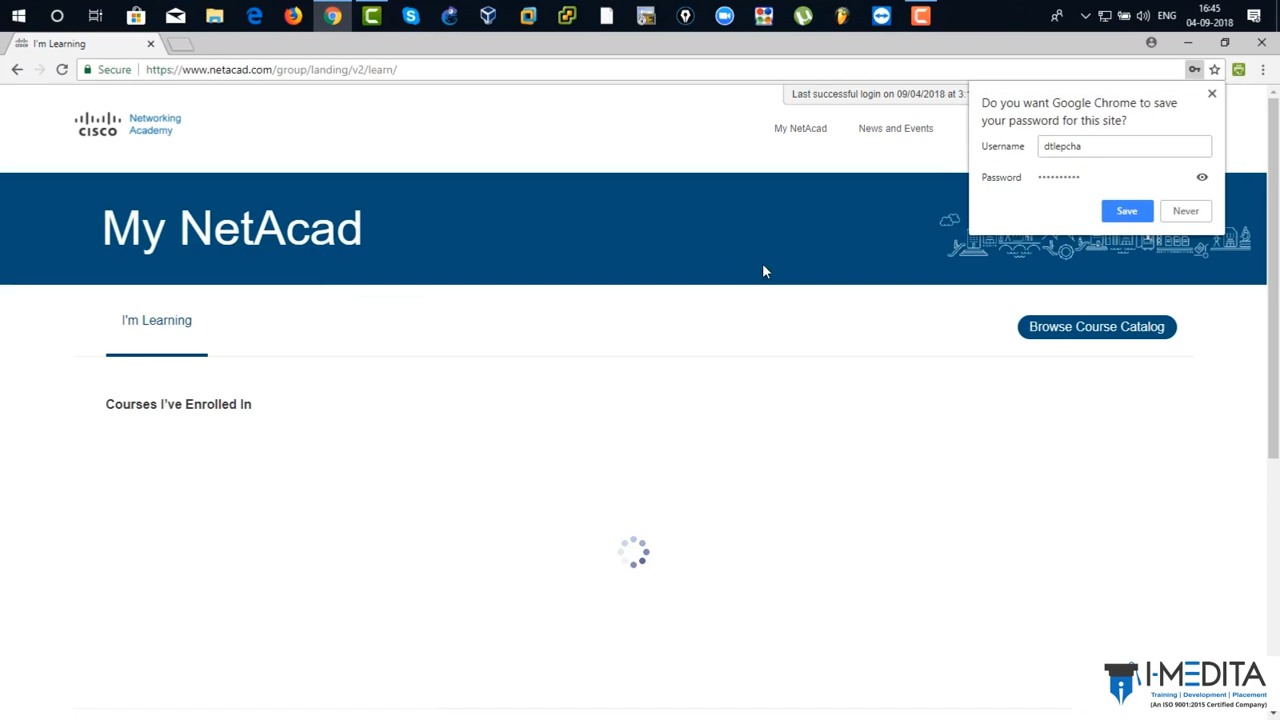 16:45
ENG
04-09-2018
I'm Learning
Secure
https://www.netacad.com/group/landing/v2/learn/
Last successful login on 09/04/2018 at 3:
Do you want Google Chrome to save
your password for this site?
Username
dtlepcha
Password
Save
Never
CISCO
Networking
Academy
My NetAcad
News and Events
My NetAcad
I'm Learning
Browse Course Catalog
Courses I've Enrolled In
I-MEDITA
Training | Development | Placement
(An ISO 9001:2015 Certified Company)